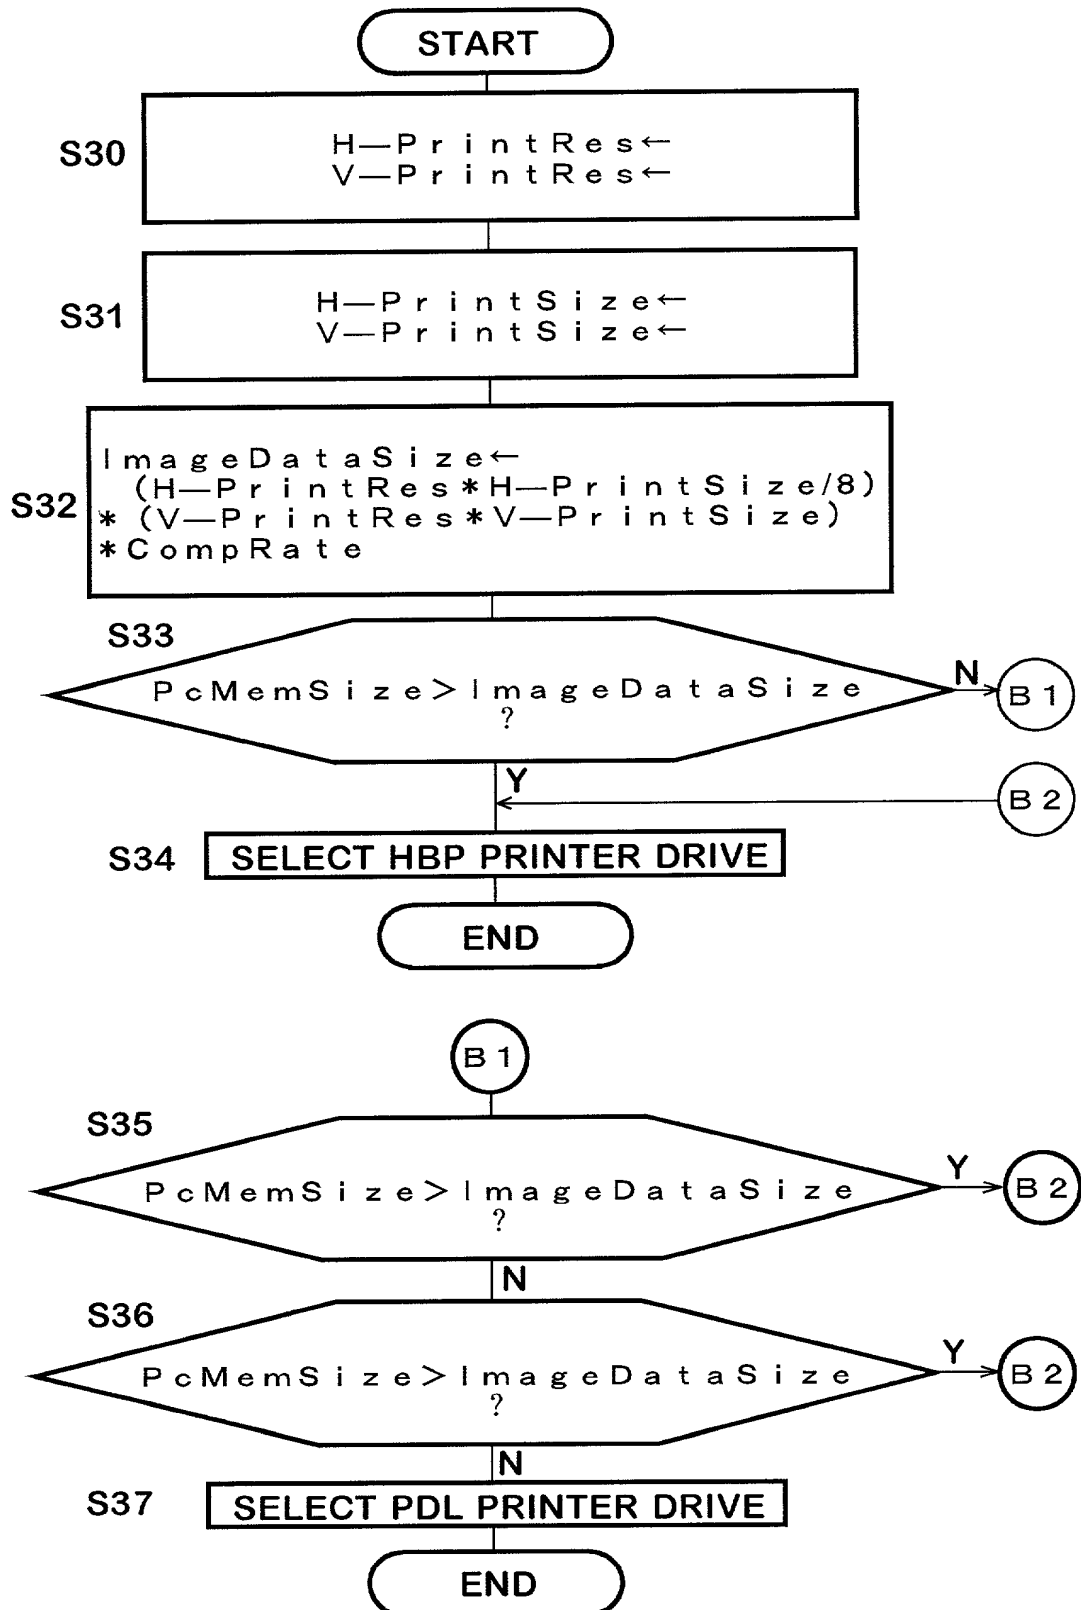 START
S30
H—PrintRes←
V—PrintRes←
S31
H—PrintSize←
V—PrintSize←
S32
ImageDataSize←
(H—PrintRes*H—PrintSize/8)
*(V—PrintRes*V—PrintSize)
*CompRate
S33
PcMemSize>ImageDataSize
?
N
B1
Y
B2
S34
SELECT HBP PRINTER DRIVE
END
B1
S35
PcMemSize>ImageDataSize
?
Y
B2
N
S36
PcMemSize>ImageDataSize
?
Y
B2
N
S37
SELECT PDL PRINTER DRIVE
END